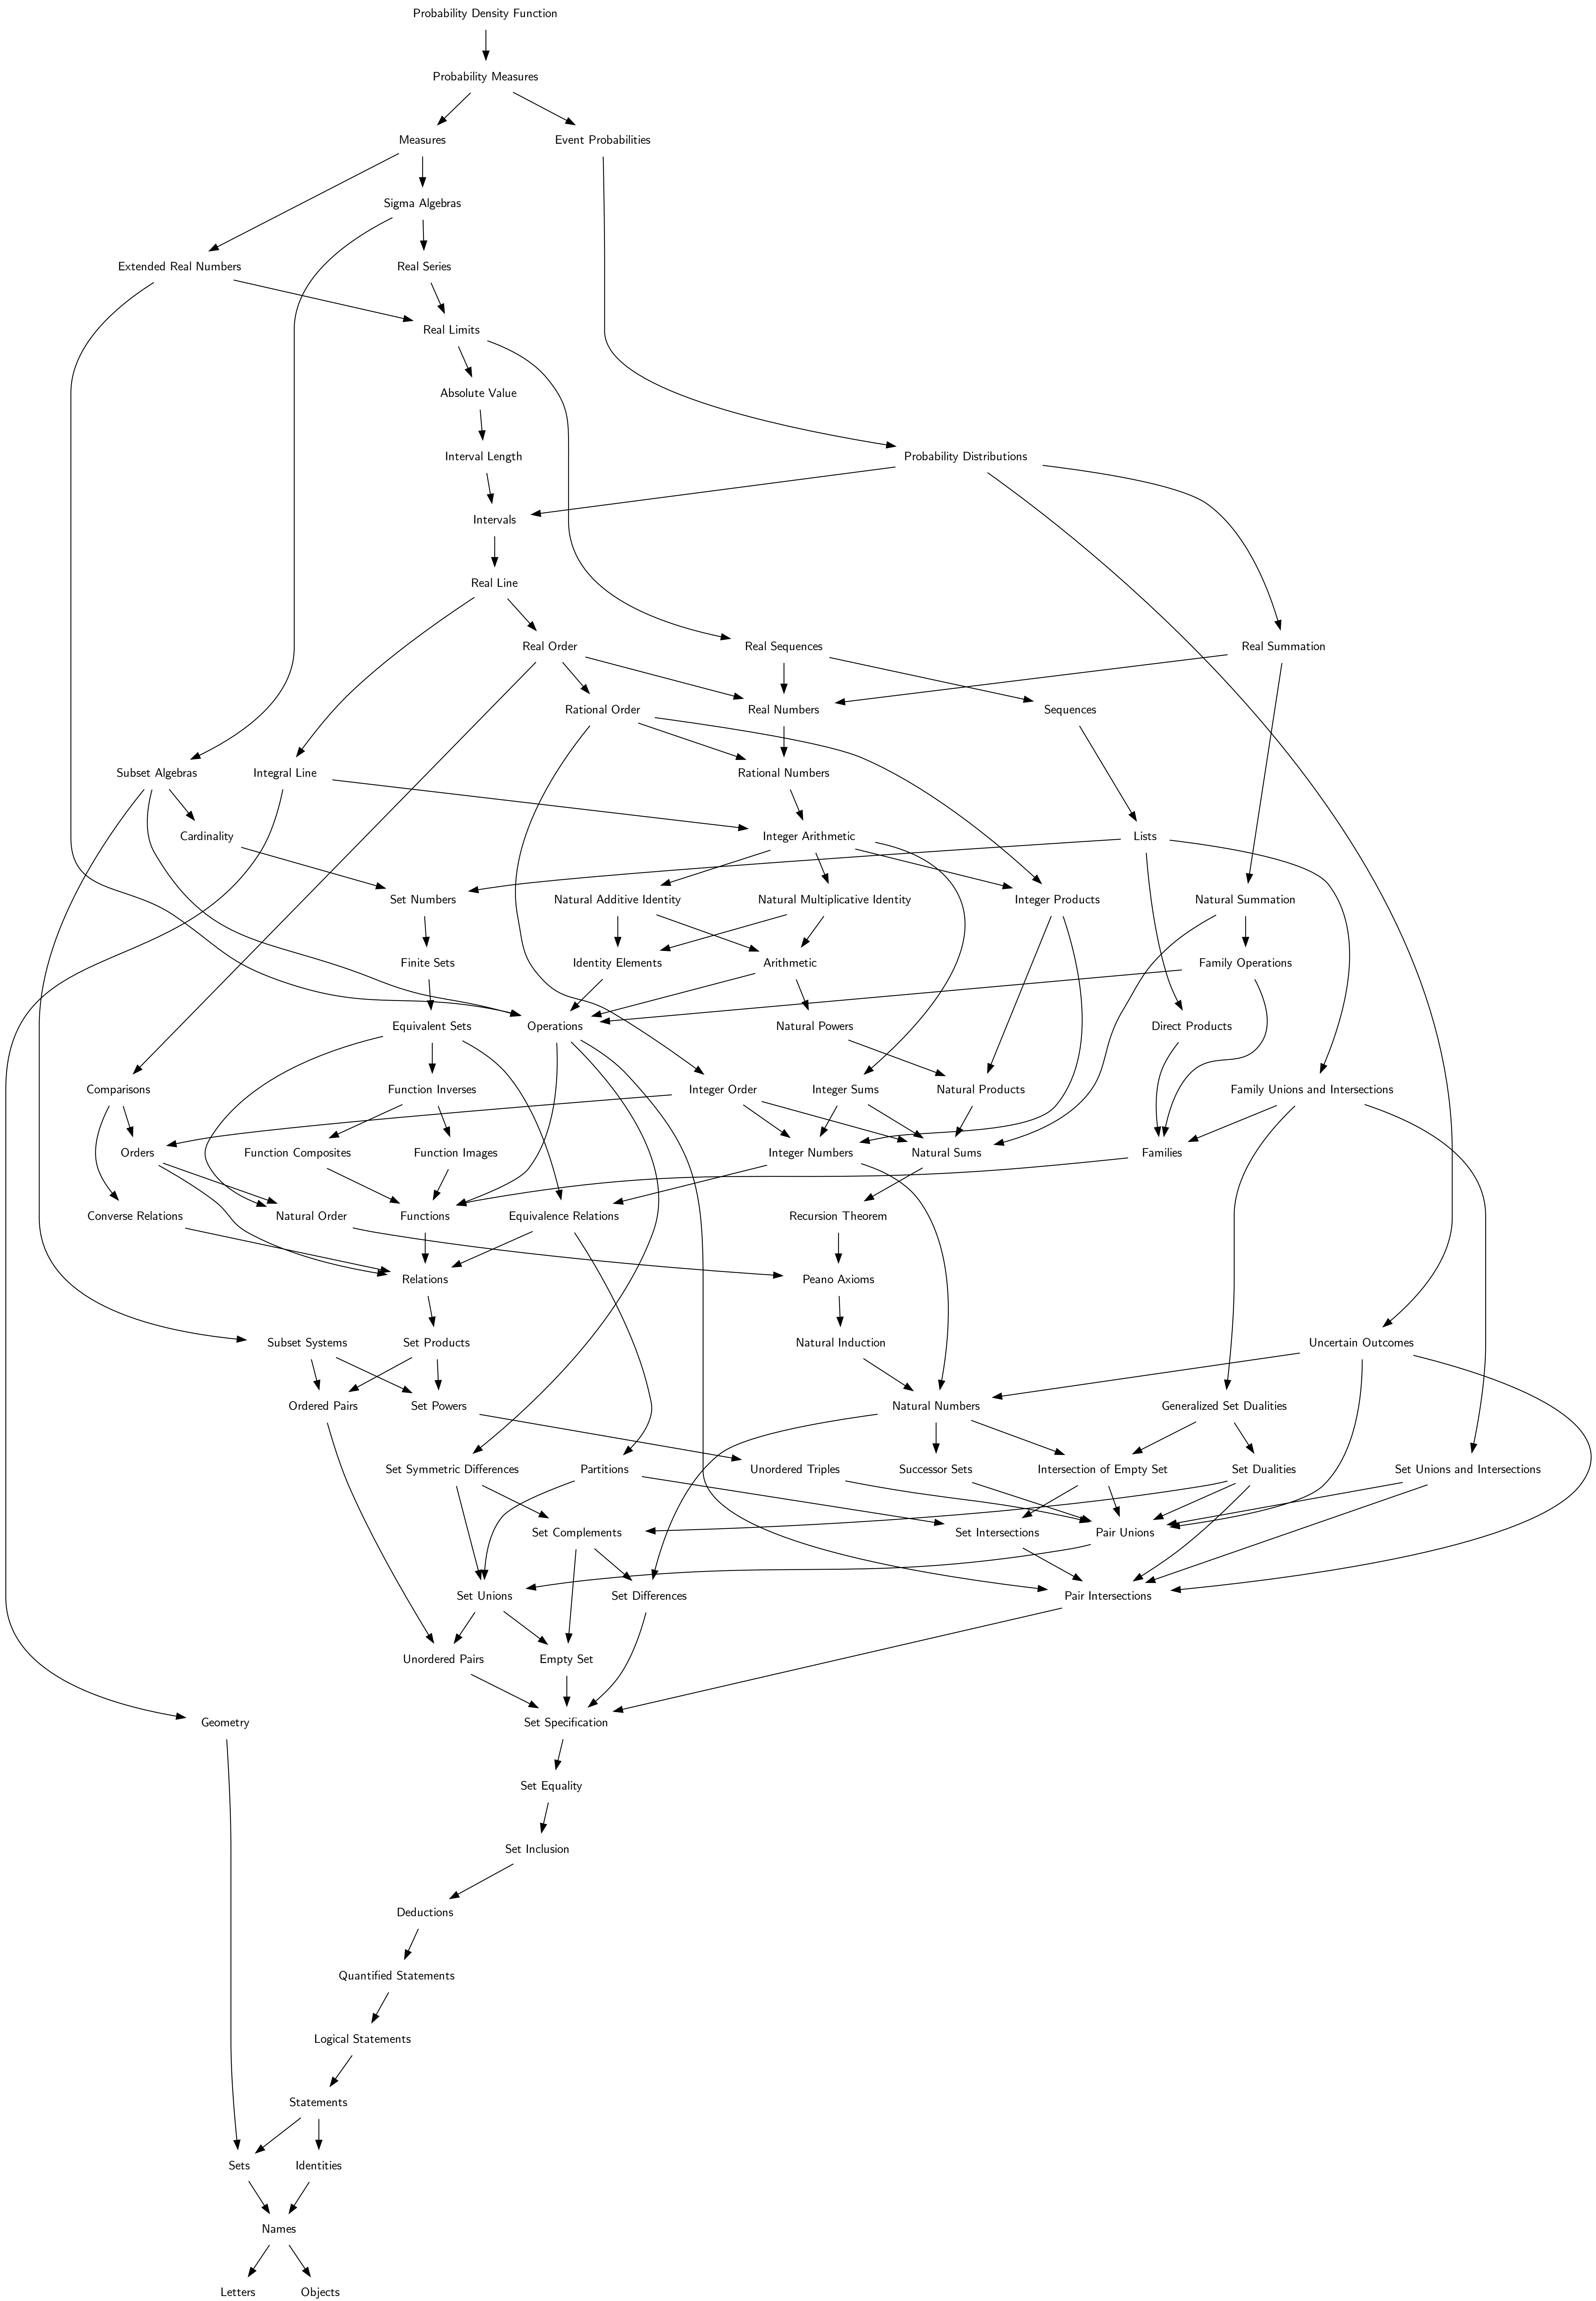 Probability Density Function
Probability Measures
Measures
Event Probabilities
Sigma Algebras
Extended Real Numbers
Real Series
Real Limits
Absolute Value
Interval Length
Probability Distributions
Intervals
Real Line
Real Order
Real Sequences
Real Summation
Rational Order
Real Numbers
Sequences
Subset Algebras
Integral Line
Rational Numbers
Cardinality
Integer Arithmetic
Lists
Set Numbers
Natural Additive Identity
Natural Multiplicative Identity
Integer Products
Natural Summation
Finite Sets
Identity Elements
Arithmetic
Family Operations
Equivalent Sets
Operations
Natural Powers
Direct Products
Comparisons
Function Inverses
Integer Order
Integer Sums
Natural Products
Family Unions and Intersections
Orders
Function Composites
Function Images
Integer Numbers
Natural Sums
Families
Converse Relations
Natural Order
Functions
Equivalence Relations
Recursion Theorem
Relations
Peano Axioms
Subset Systems
Set Products
Natural Induction
Uncertain Outcomes
Ordered Pairs
Set Powers
Natural Numbers
Generalized Set Dualities
Set Symmetric Differences
Partitions
Unordered Triples
Successor Sets
Intersection of Empty Set
Set Dualities
Set Unions and Intersections
Set Complements
Set Intersections
Pair Unions
Set Unions
Set Differences
Pair Intersections
Unordered Pairs
Empty Set
Geometry
Set Specification
Set Equality
Set Inclusion
Deductions
Quantified Statements
Logical Statements
Statements
Sets
Identities
Names
Letters
Objects